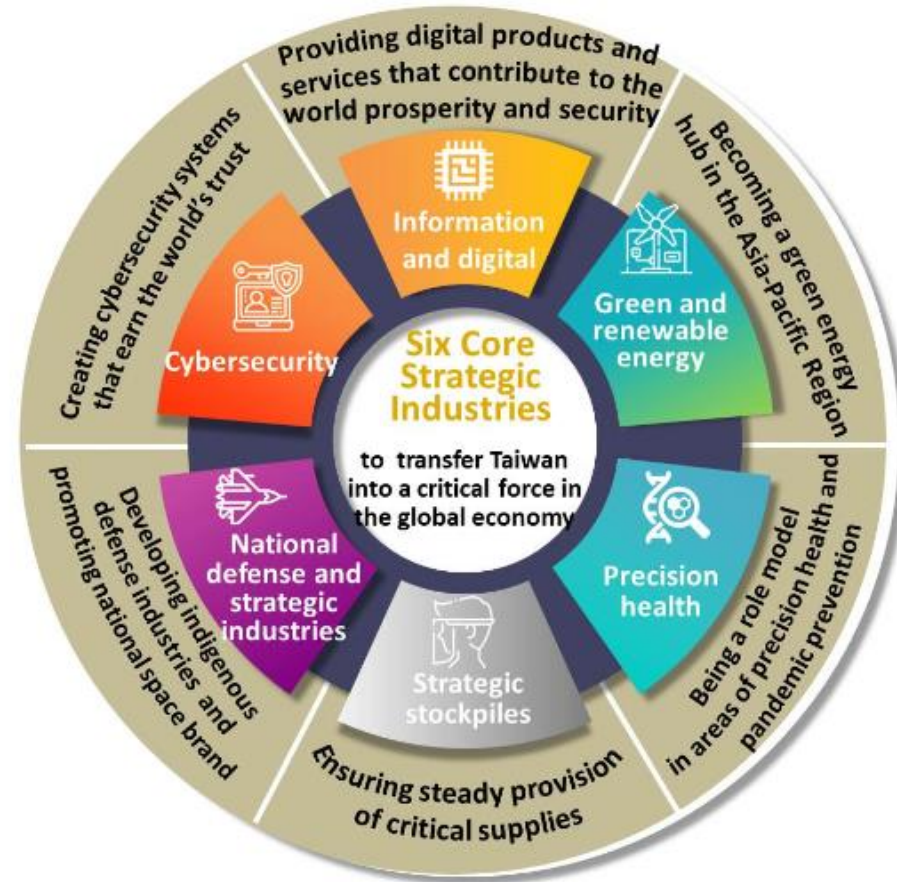 Providing digital products and
services that contribute to the
world prosperity and security
Information
and digital
Becoming a green energy
hub in the Asia-Pacific Region
Green and
renewable
energy
Being a role model
in areas of precision health and
pandemic prevention
Precision
health
Ensuring steady provision
of critical supplies
Strategic
stockpiles
Developing indigenous
defense industries and
promoting national space brand
National
defense and
strategic
industries
Creating cybersecurity systems
that earn the world's trust
Cybersecurity
Six Core
Strategic
Industries
to transfer Taiwan
into a critical force in
the global economy